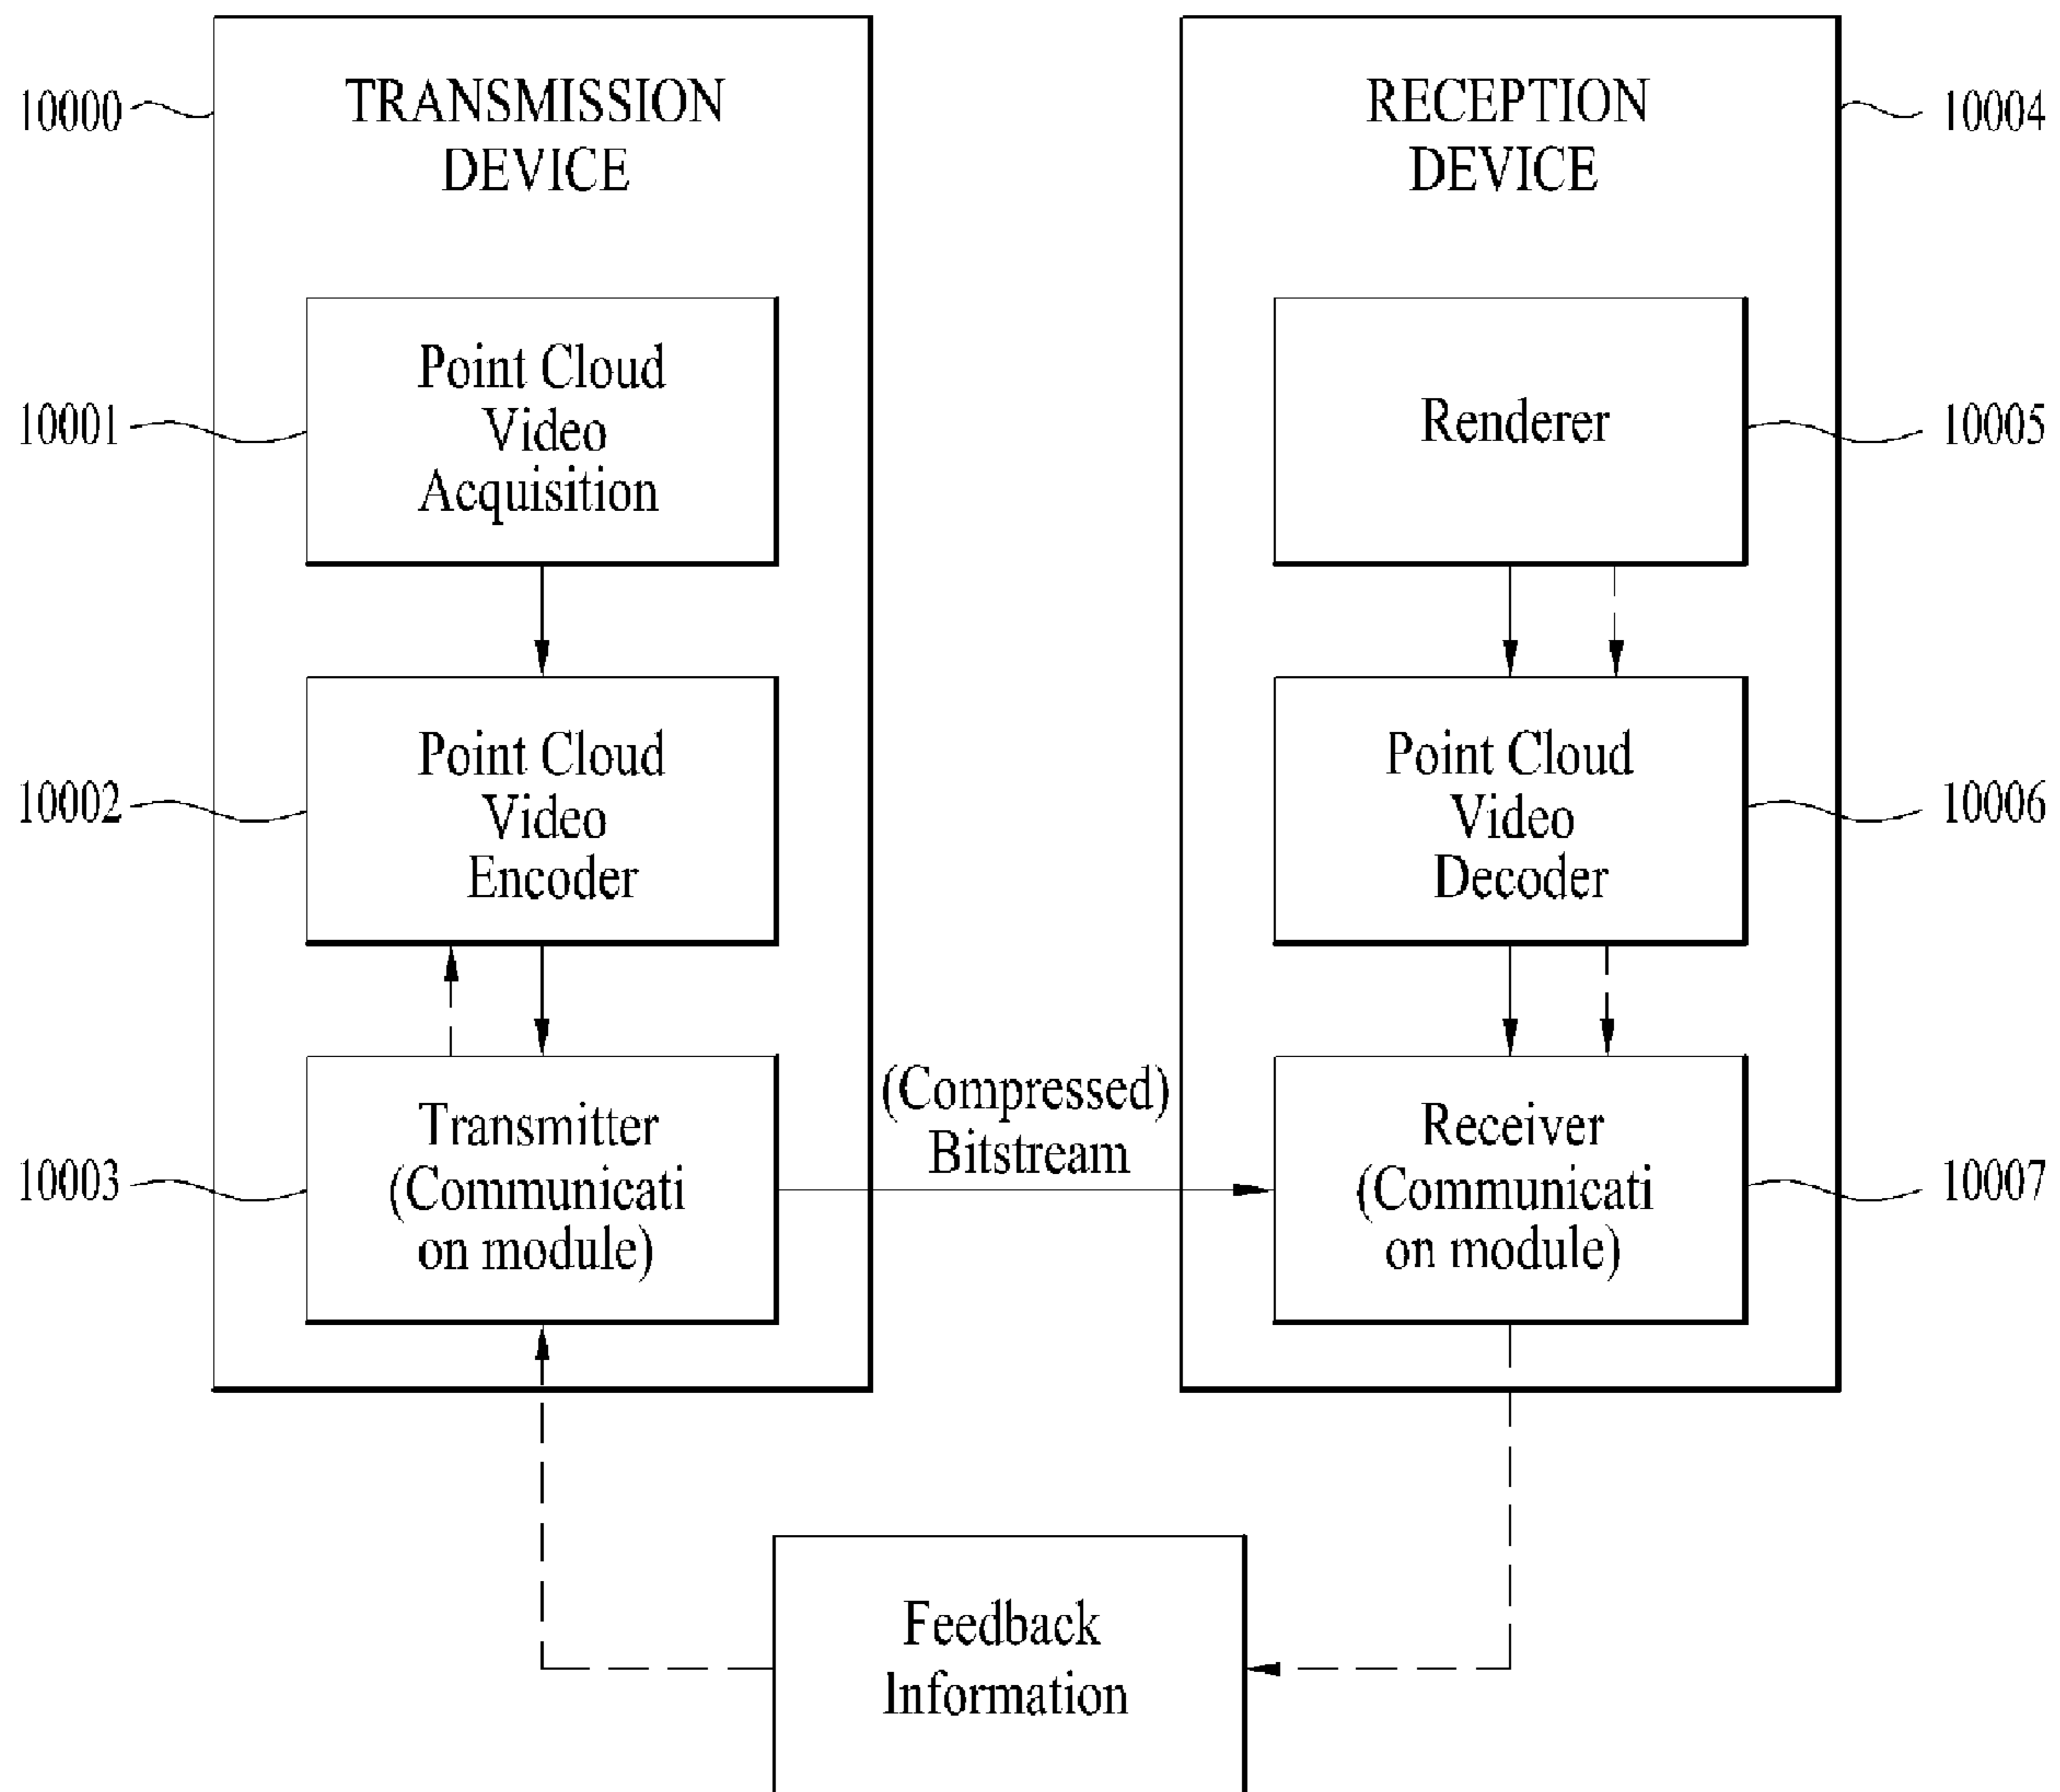 TRANSMISSION
DEVICE
10000
Point Cloud
Video
Acquisition
10001
Point Cloud
Video
Encoder
10002
Transmitter
(Communicati
on module)
10003
(Compressed)
Bitstream
RECEPTION
DEVICE
10004
Renderer
10005
Point Cloud
Video
Decoder
10006
Receiver
(Communicati
on module)
10007
Feedback
Information